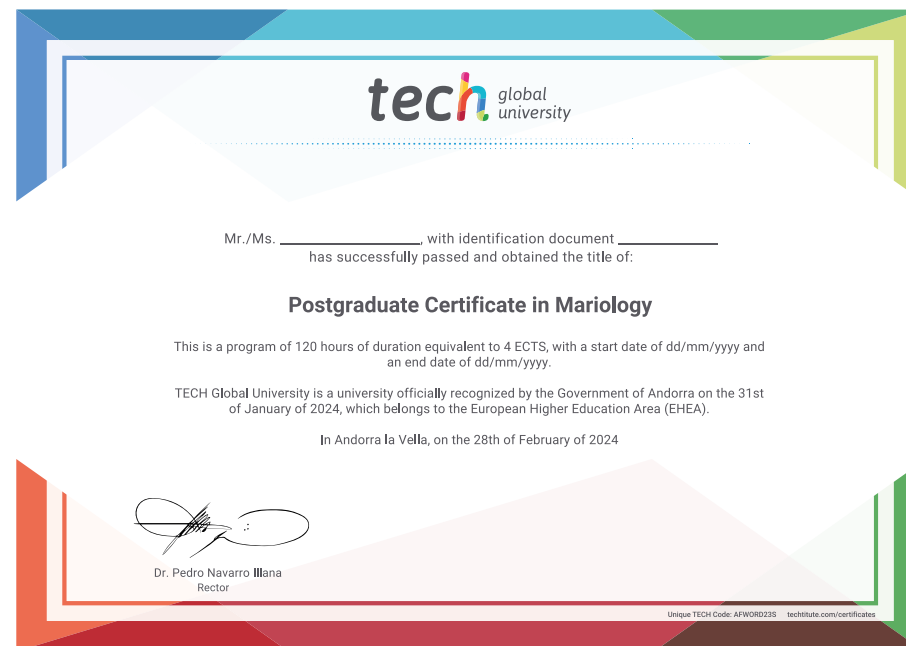 tech global university
Mr./Ms. ____________, with identification document ____________
has successfully passed and obtained the title of:
Postgraduate Certificate in Mariology
This is a program of 120 hours of duration equivalent to 4 ECTS, with a start date of dd/mm/yyyy and
an end date of dd/mm/yyyy.
TECH Global University is a university officially recognized by the Government of Andorra on the 31st
of January of 2024, which belongs to the European Higher Education Area (EHEA).
In Andorra la Vella, on the 28th of February of 2024
Dr. Pedro Navarro Illana
Rector
Unique TECH Code: AFWORD23S techtitute.com/certificates